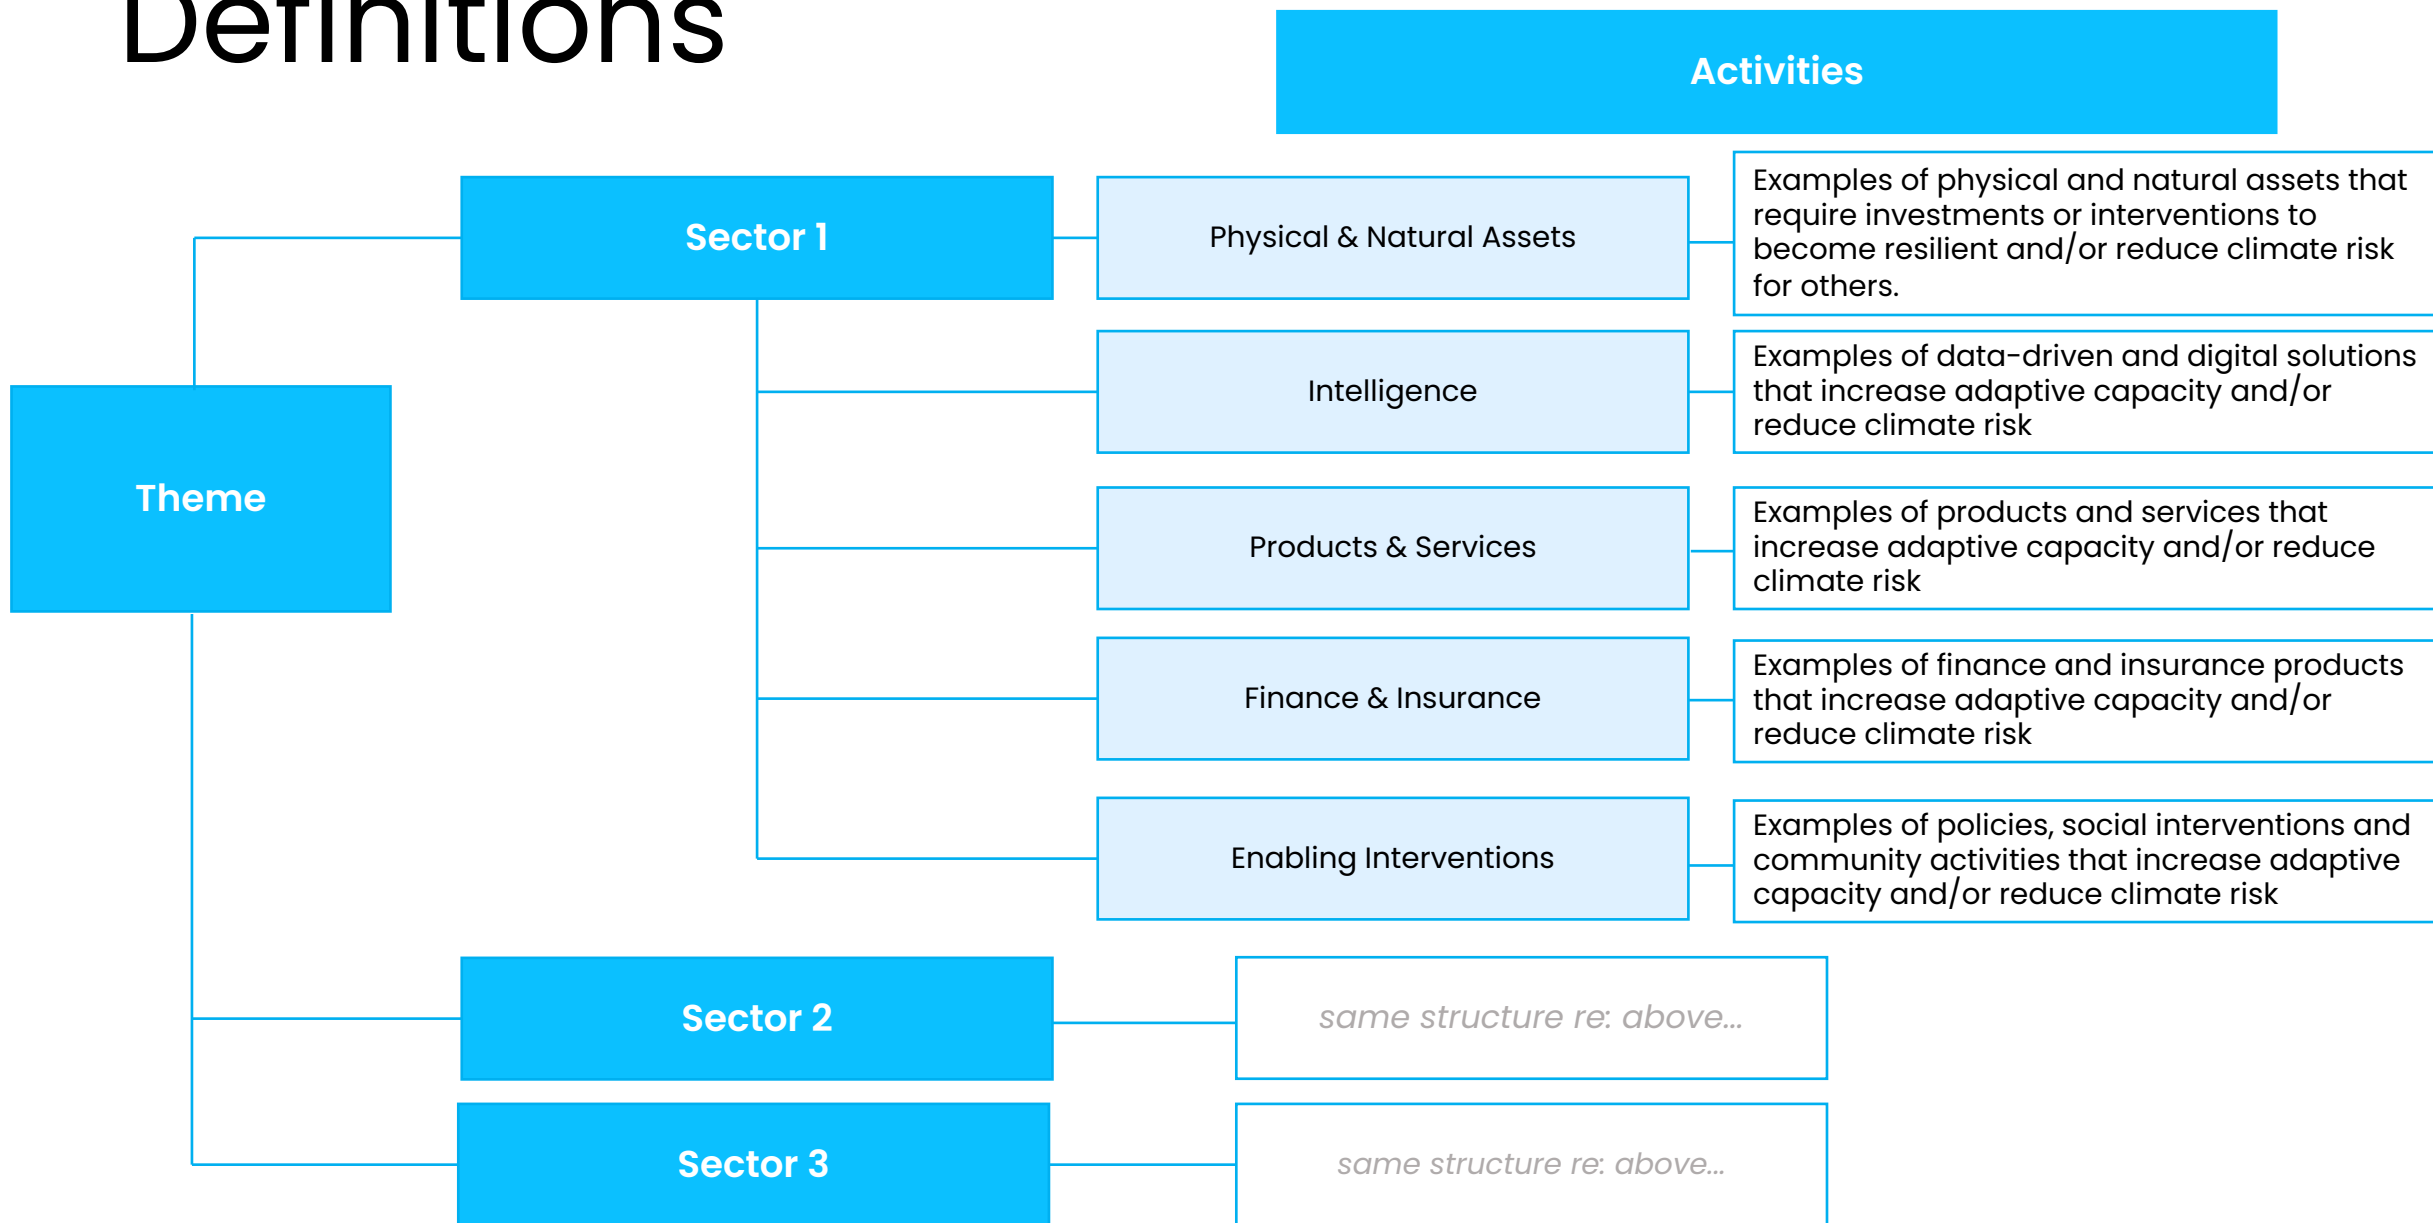 Definitions
Activities
Sector 1
Physical & Natural Assets
Examples of physical and natural assets that
require investments or interventions to
become resilient and/or reduce climate risk
for others.
Intelligence
Examples of data-driven and digital solutions
that increase adaptive capacity and/or
reduce climate risk
Theme
Products & Services
Examples of products and services that
increase adaptive capacity and/or reduce
climate risk
Finance & Insurance
Examples of finance and insurance products
that increase adaptive capacity and/or
reduce climate risk
Enabling Interventions
Examples of policies, social interventions and
community activities that increase adaptive
capacity and/or reduce climate risk
Sector 2
same structure re: above...
Sector 3
same structure re: above...